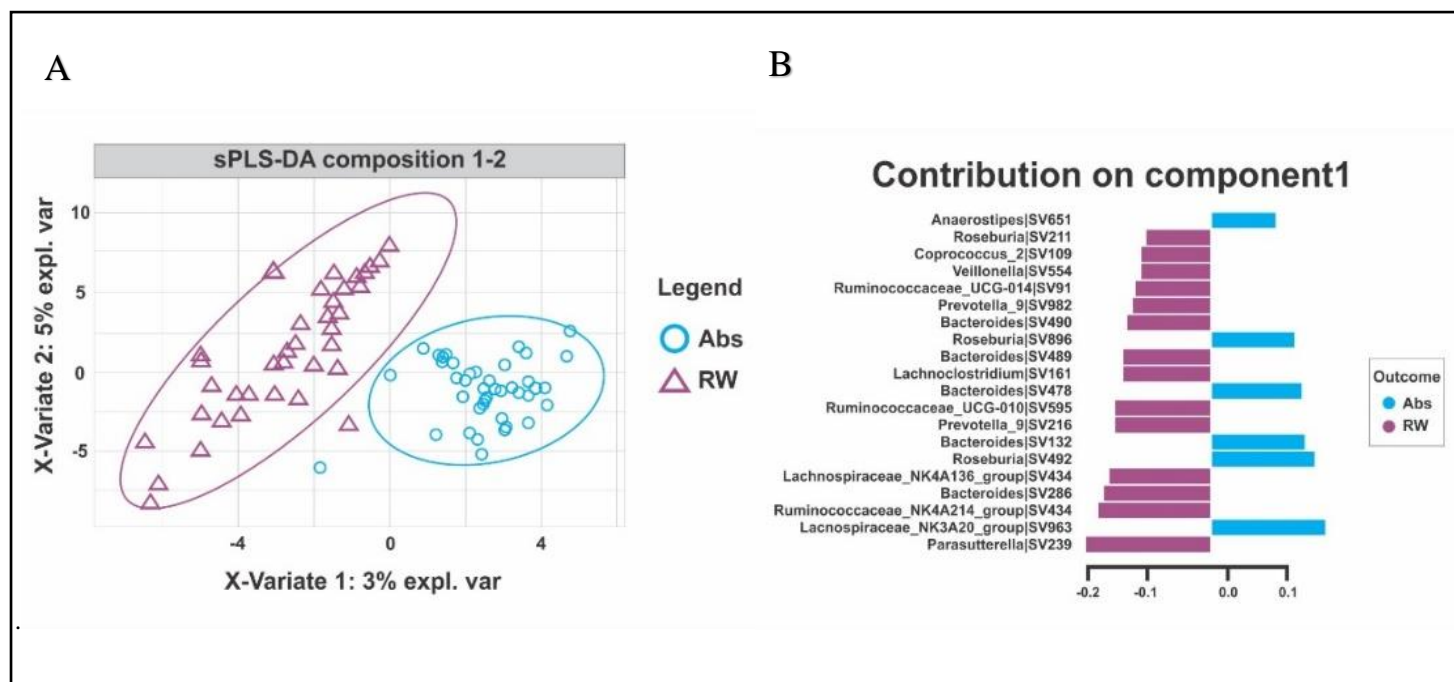 A
sPLS-DA composition 1-2
X-Variate 2: 5% expl. var
10
5
0
-5
-4
0
4
X-Variate 1: 3% expl. var
Legend
Abs
RW
B
Contribution on component1
Anaerostipes|SV651
Roseburia|SV211
Coprococcus_2|SV109
Veillonella|SV554
Ruminococcaceae_UCG-014|SV91
Prevotella_9|SV982
Bacteroides|SV490
Roseburia|SV896
Bacteroides|SV489
Lachnoclostridium|SV161
Bacteroides|SV478
Ruminococcaceae_UCG-010|SV595
Prevotella_9|SV216
Bacteroides|SV132
Roseburia|SV492
Lachnospiraceae_NK4A136_group|SV434
Bacteroides|SV286
Ruminococcaceae_NK4A214_group|SV434
Lacnospiraceae_NK3A20_group|SV963
Parasutterella|SV239
-0.2
-0.1
0.0
0.1
Outcome
Abs
RW
.